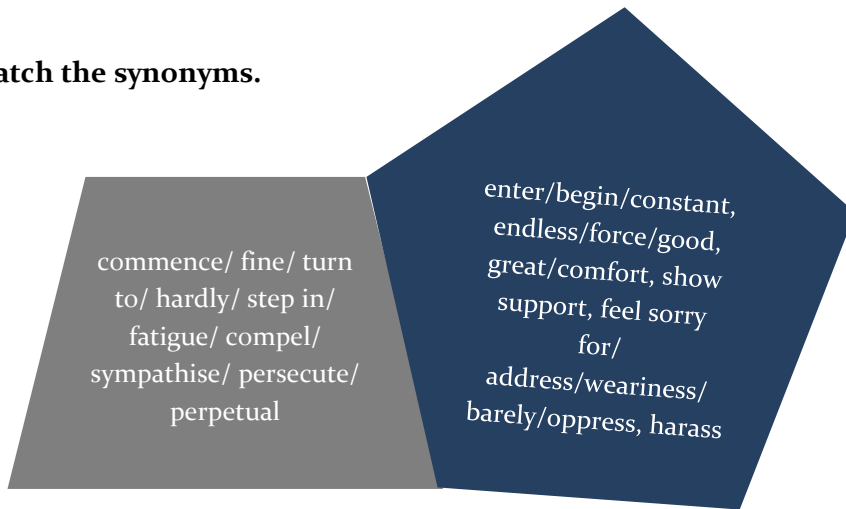 atch the synonyms.
commence/ fine/ turn
to/ hardly/ step in/
fatigue/ compel/
sympathise/ persecute/
perpetual
enter/begin/constant,
endless/force/good,
great/comfort, show
support, feel sorry
for/
address/weariness/
barely/oppress, harass